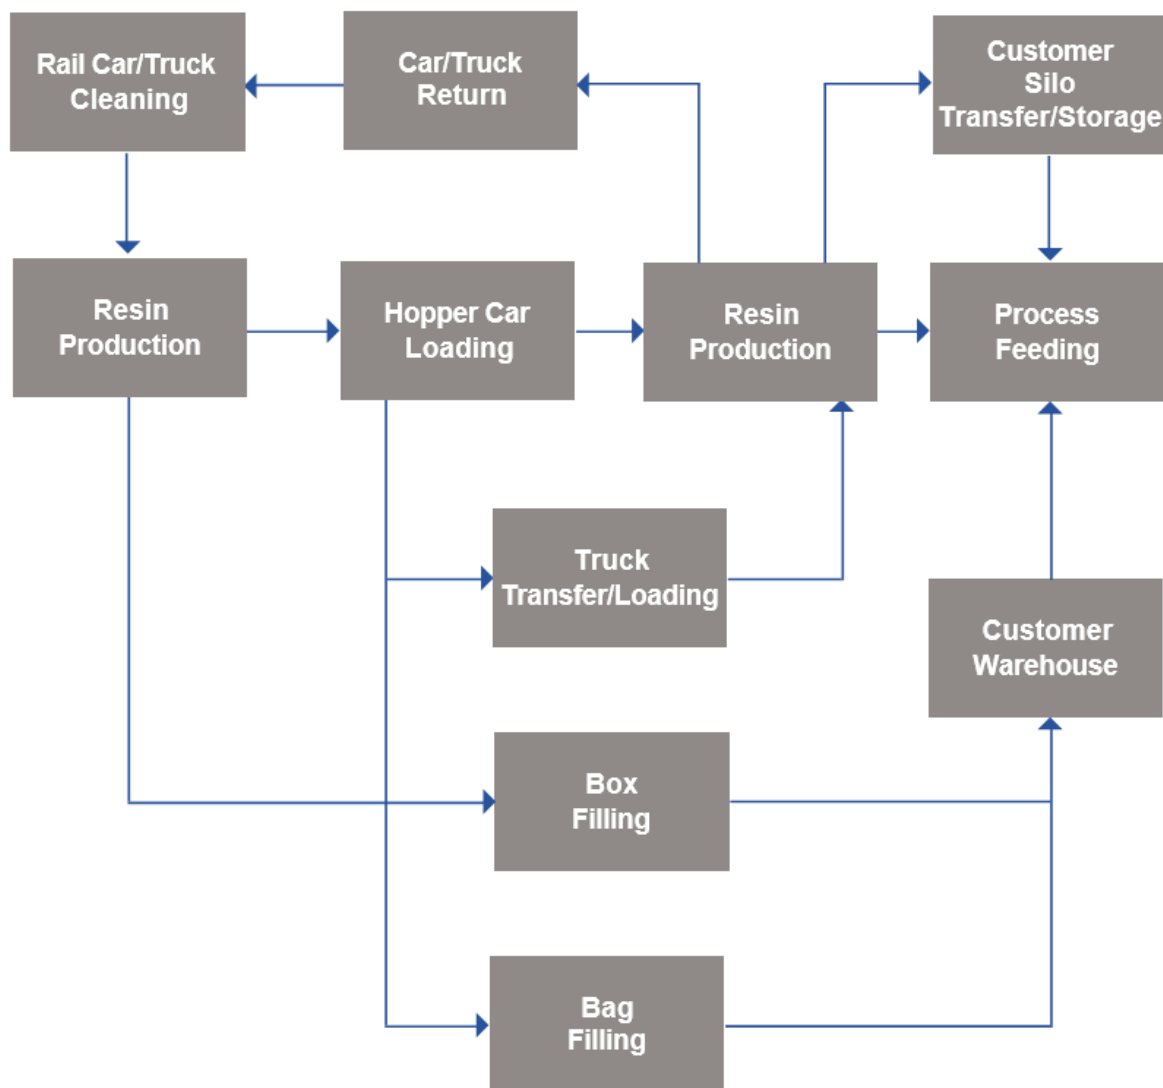 Rail Car/Truck
Cleaning
Car/Truck
Return
Customer
Silo
Transfer/Storage
Resin
Production
Hopper Car
Loading
Resin
Production
Process
Feeding
Truck
Transfer/Loading
Customer
Warehouse
Box
Filling
Bag
Filling